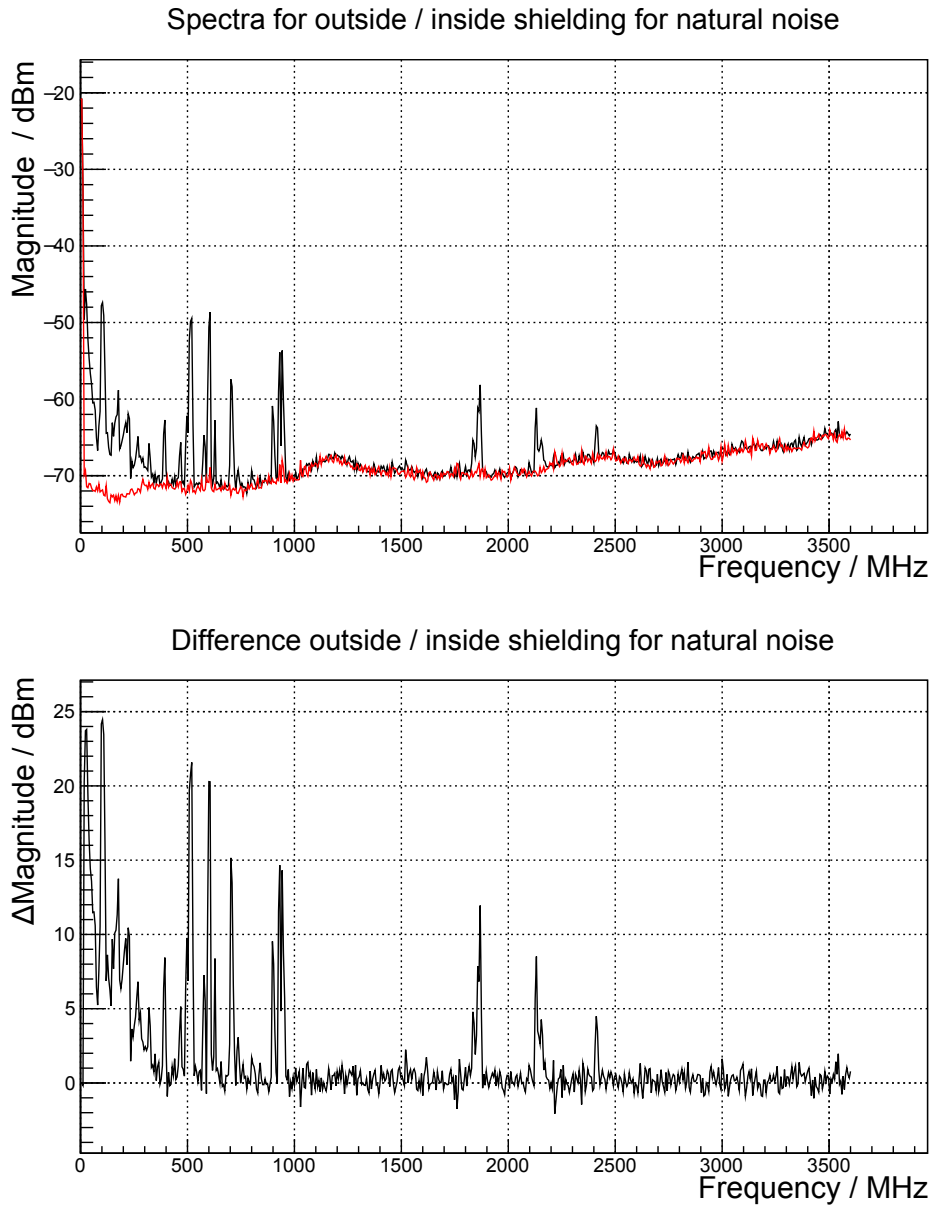 Spectra for outside / inside shielding for natural noise
Magnitude / dBm
−20
−30
−40
−50
−60
−70
0 500 1000 1500 2000 2500 3000 3500
Frequency / MHz
Difference outside / inside shielding for natural noise
ΔMagnitude / dBm
25
20
15
10
5
0
0 500 1000 1500 2000 2500 3000 3500
Frequency / MHz